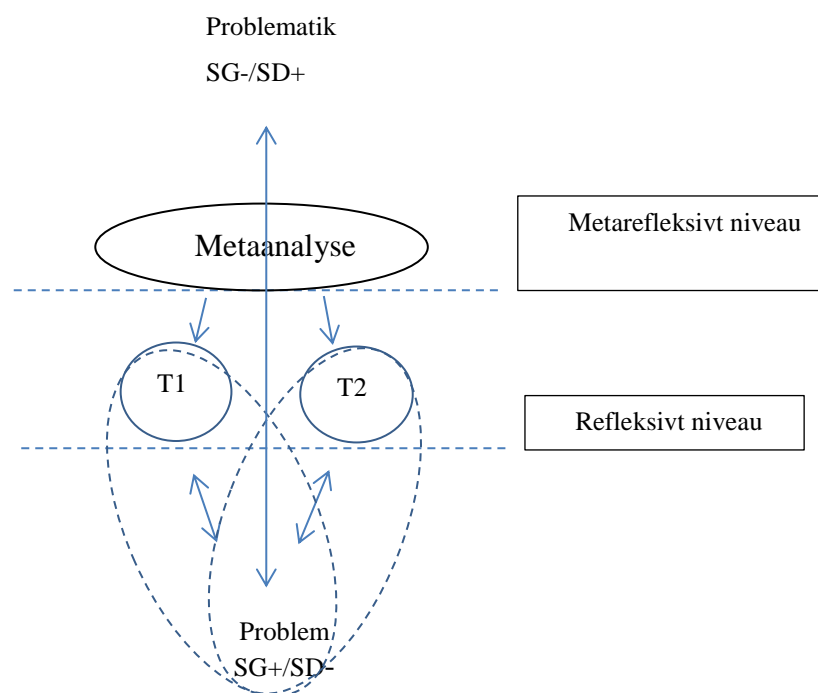 Problematik
SG-/SD+
Metarefleksivt niveau
Metaanalyse
T1
T2
Refleksivt niveau
Problem
SG+/SD-